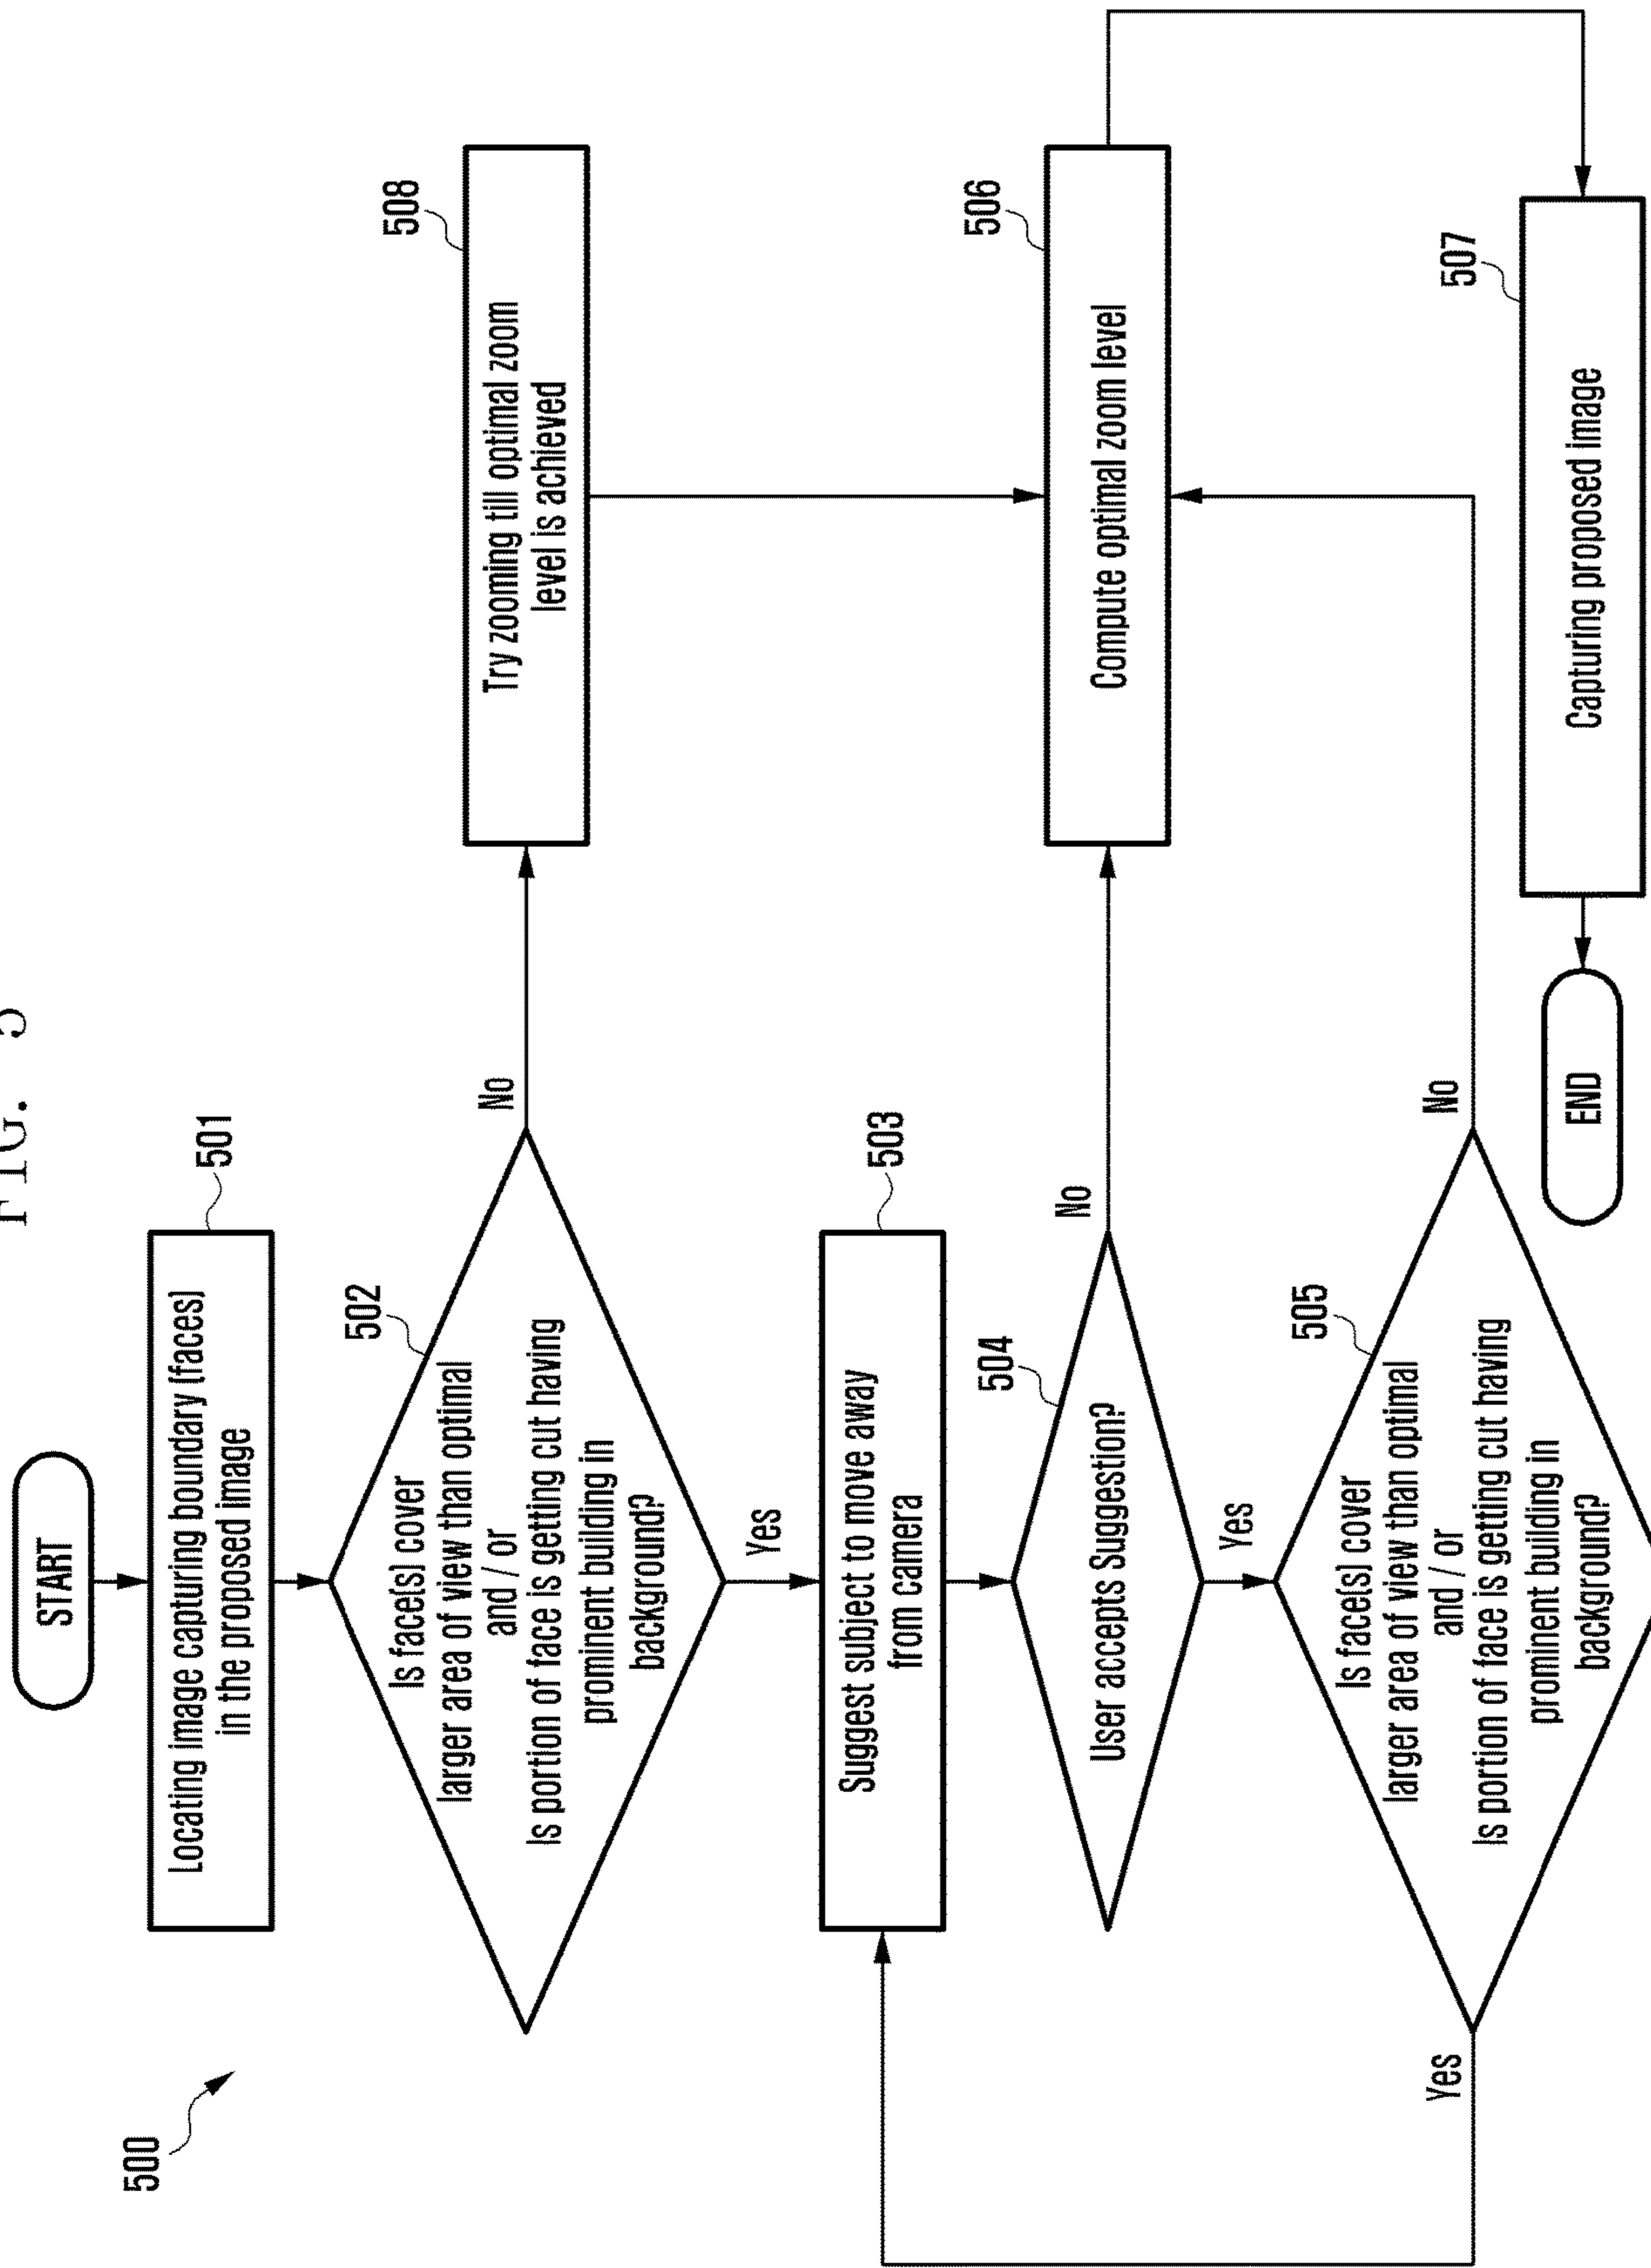 FIG. 5
500
START
501
Locating image capturing boundary (faces)
in the proposed image
502
Is face(s) cover
larger area of view than optimal
and / or
Is portion of face is getting cut having
prominent building in
background?
No
Yes
508
Try zooming till optimal zoom
level is achieved
503
Suggest subject to move away
from camera
504
User accepts Suggestion?
No
Yes
506
Compute optimal zoom level
505
Is face(s) cover
larger area of view than optimal
and / or
Is portion of face is getting cut having
prominent building in
background?
No
Yes
507
Capturing proposed image
END